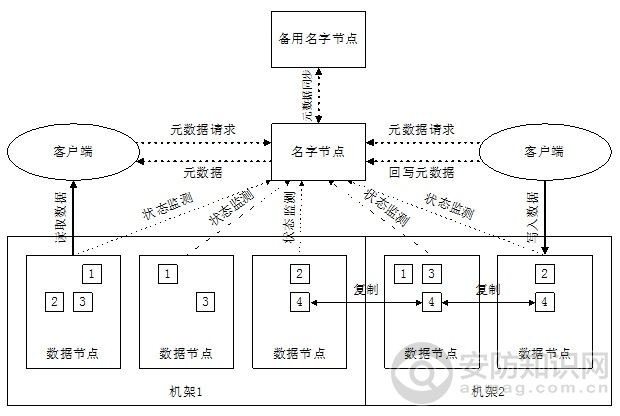 备用名字节点
元数据同步
元数据请求
元数据请求
客户端
名字节点
客户端
元数据
回写元数据
读取数据
状态监测
状态监测
状态监测
状态监测
状态监测
写入数据
1
2 3
数据节点
1
3
数据节点
2
4
数据节点
复制
1 3
4
数据节点
复制
2
4
数据节点
机架1
机架2
安防知识网